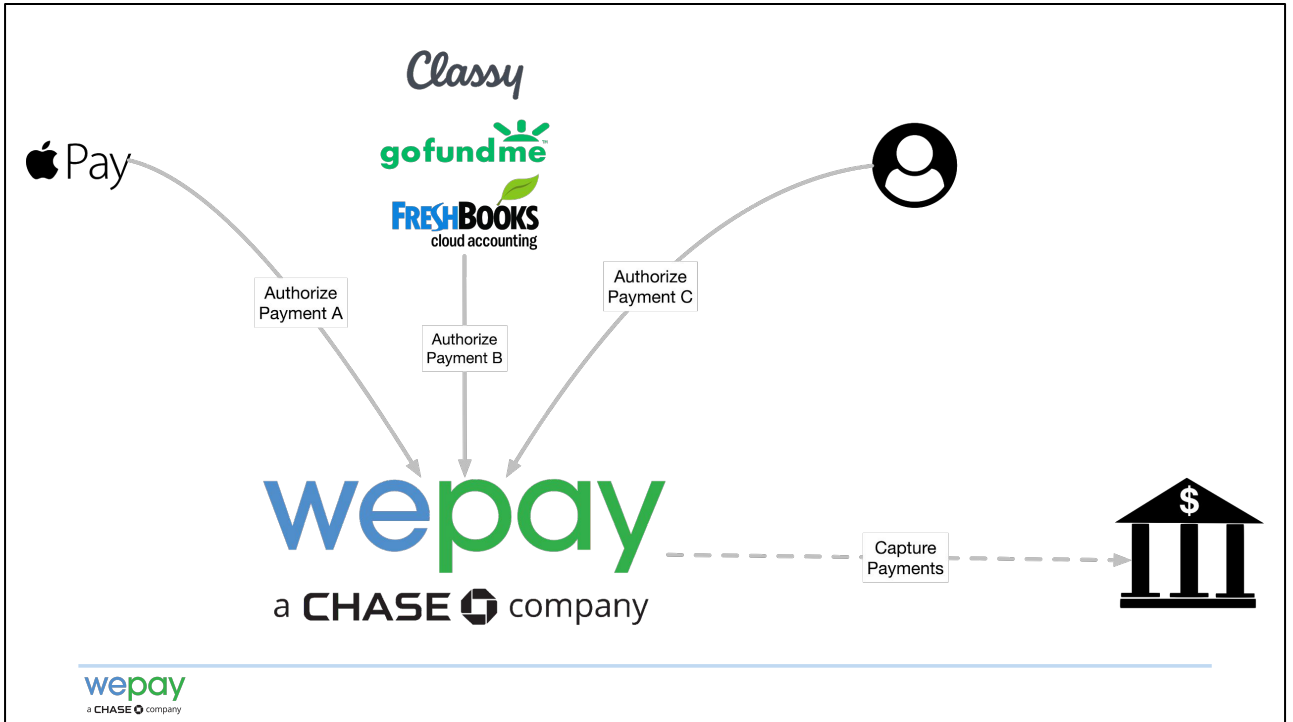 Classy
gofundme™
Pay
FRESHBOOKS
cloud accounting
Authorize
Payment A
Authorize
Payment B
Authorize
Payment C
wepay
a CHASE company
Capture
Payments
$
wepay
a CHASE company